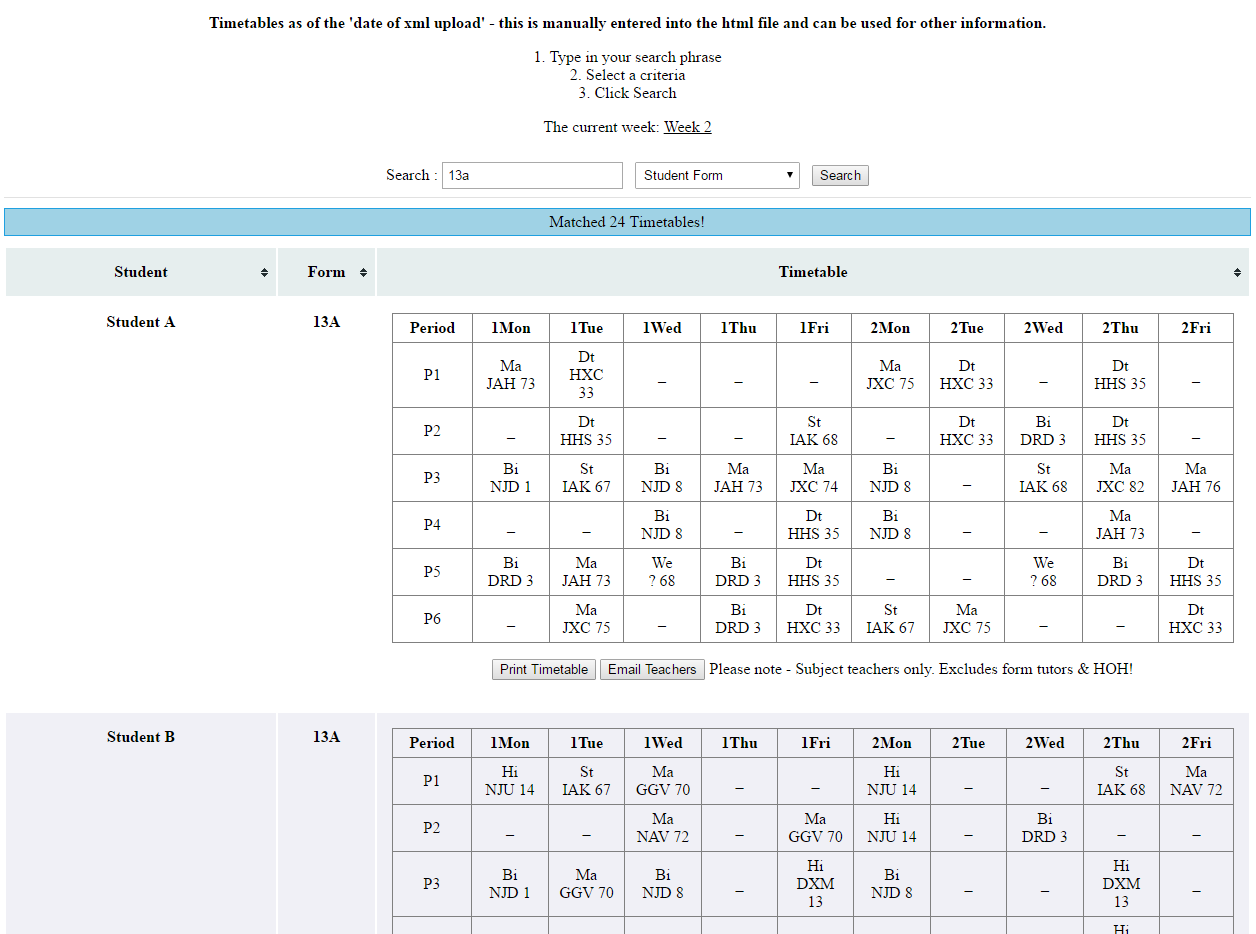 Timetables as of the 'date of xml upload' - this is manually entered into the html file and can be used for other information.
1. Type in your search phrase
2. Select a criteria
3. Click Search
The current week: Week 2
Search : 13a Student Form Search
Matched 24 Timetables!
Student Form Timetable
Student A 13A
Period 1Mon 1Tue 1Wed 1Thu 1Fri 2Mon 2Tue 2Wed 2Thu 2Fri
P1 Ma JAH 73 Dt HXC 33 – – – Ma JXC 75 Dt HXC 33 – Dt HHS 35 –
P2 – Dt HHS 35 – – St IAK 68 – Dt HXC 33 Bi DRD 3 Dt HHS 35 –
P3 Bi NJD 1 St IAK 67 Bi NJD 8 Ma JAH 73 Ma JXC 74 Bi NJD 8 – St IAK 68 Ma JXC 82 Ma JAH 76
P4 – – Bi NJD 8 – Dt HHS 35 Bi NJD 8 – – Ma JAH 73 –
P5 Bi DRD 3 Ma JAH 73 We ? 68 Bi DRD 3 Dt HHS 35 – – We ? 68 Bi DRD 3 Dt HHS 35
P6 – Ma JXC 75 – Bi DRD 3 Dt HXC 33 St IAK 67 Ma JXC 75 – – Dt HXC 33
Print Timetable Email Teachers Please note - Subject teachers only. Excludes form tutors & HOH!
Student B 13A
Period 1Mon 1Tue 1Wed 1Thu 1Fri 2Mon 2Tue 2Wed 2Thu 2Fri
P1 Hi NJU 14 St IAK 67 Ma GGV 70 – – Hi NJU 14 – – St IAK 68 Ma NAV 72
P2 – – Ma NAV 72 – Ma GGV 70 Hi NJU 14 – Bi DRD 3 – –
P3 Bi NJD 1 Ma GGV 70 Bi NJD 8 – Hi DXM 13 Bi NJD 8 – – Hi DXM 13 –
Hi